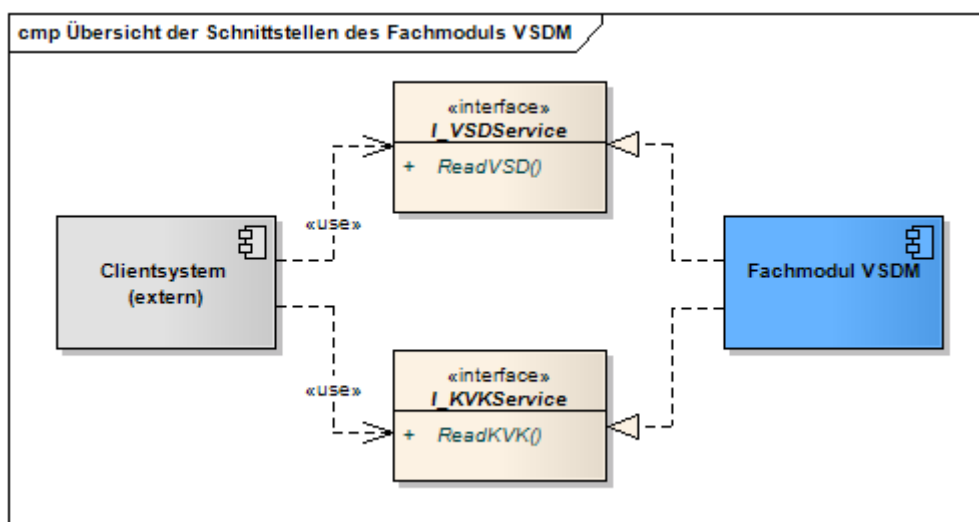 cmp Übersicht der Schnittstellen des Fachmoduls VSDM
«interface»
I_VSDService
+ ReadVSD()
«use»
Clientsystem
(extern)
Fachmodul VSDM
«use»
«interface»
I_KVKService
+ ReadKVK()